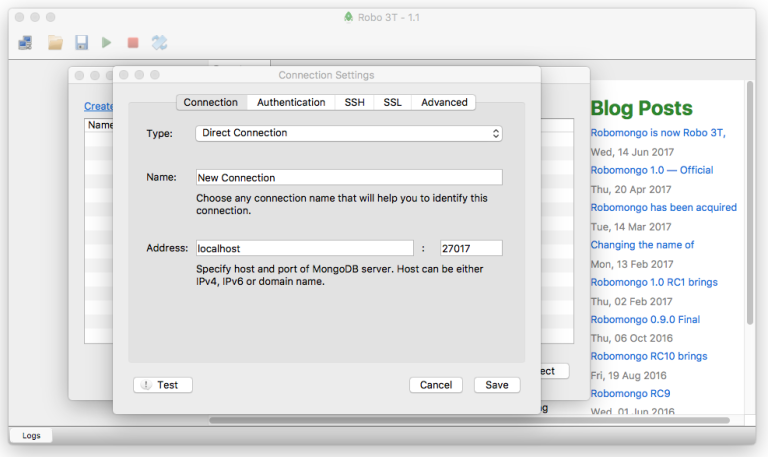 Robo 3T - 1.1
Connection Settings
Create
Name
Connection
Authentication
SSH
SSL
Advanced
Type:
Direct Connection
Name:
New Connection
Choose any connection name that will help you to identify this
connection.
Address:
localhost
:
27017
Specify host and port of MongoDB server. Host can be either
IPv4, IPv6 or domain name.
Test
Cancel
Save
ect
g
Blog Posts
Robomongo is now Robo 3T,
Wed, 14 Jun 2017
Robomongo 1.0 — Official
Thu, 20 Apr 2017
Robomongo has been acquired
Tue, 14 Mar 2017
Changing the name of
Mon, 13 Feb 2017
Robomongo 1.0 RC1 brings
Thu, 02 Feb 2017
Robomongo 0.9.0 Final
Thu, 06 Oct 2016
Robomongo RC10 brings
Fri, 19 Aug 2016
Robomongo RC9
Wed, 01 Jun 2016
Logs